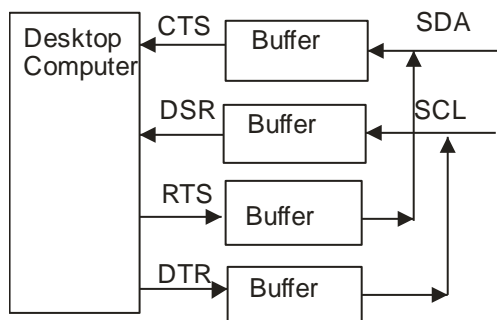 Desktop
Computer
CTS
Buffer
SDA
DSR
Buffer
SCL
RTS
Buffer
DTR
Buffer